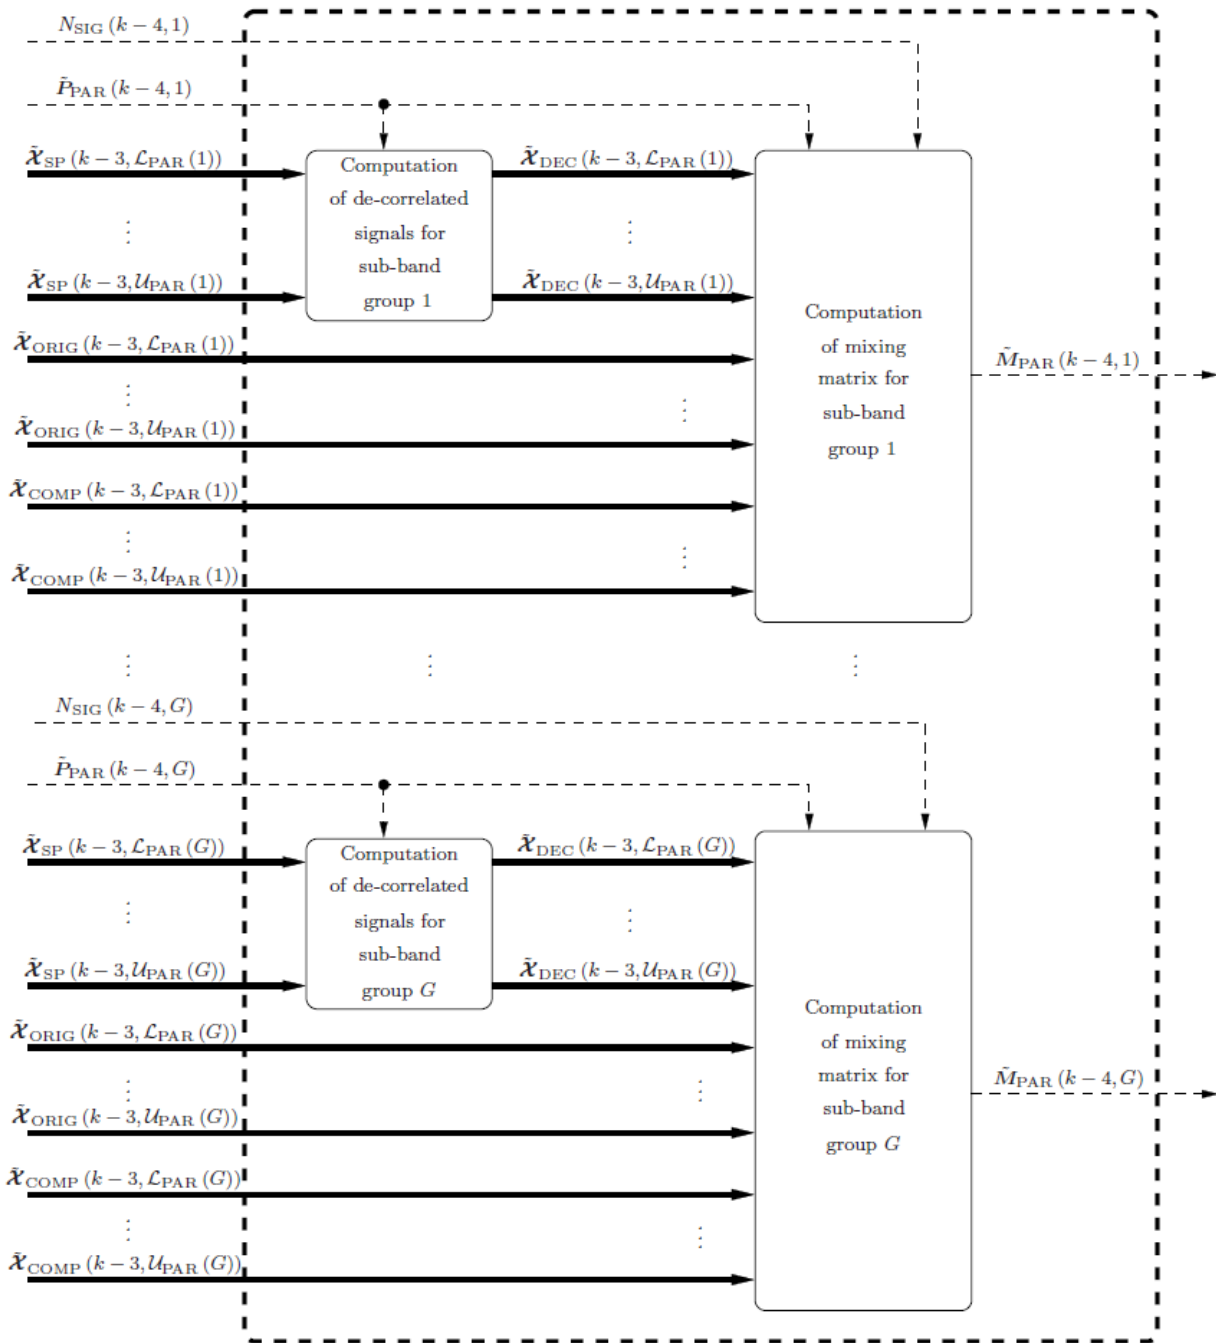 N_SIG (k − 4, 1)
P̃_PAR (k − 4, 1)
X̃_SP (k − 3, L_PAR (1))
X̃_DEC (k − 3, L_PAR (1))
Computation
of de-correlated
signals for
sub-band
group 1
⋮
⋮
X̃_SP (k − 3, U_PAR (1))
X̃_DEC (k − 3, U_PAR (1))
X̃_ORIG (k − 3, L_PAR (1))
⋮
⋮
X̃_ORIG (k − 3, U_PAR (1))
X̃_COMP (k − 3, L_PAR (1))
⋮
⋮
X̃_COMP (k − 3, U_PAR (1))
Computation
of mixing
matrix for
sub-band
group 1
M̃_PAR (k − 4, 1)
⋮
⋮
⋮
N_SIG (k − 4, G)
P̃_PAR (k − 4, G)
X̃_SP (k − 3, L_PAR (G))
X̃_DEC (k − 3, L_PAR (G))
Computation
of de-correlated
signals for
sub-band
group G
⋮
⋮
X̃_SP (k − 3, U_PAR (G))
X̃_DEC (k − 3, U_PAR (G))
X̃_ORIG (k − 3, L_PAR (G))
⋮
⋮
X̃_ORIG (k − 3, U_PAR (G))
X̃_COMP (k − 3, L_PAR (G))
⋮
⋮
X̃_COMP (k − 3, U_PAR (G))
Computation
of mixing
matrix for
sub-band
group G
M̃_PAR (k − 4, G)